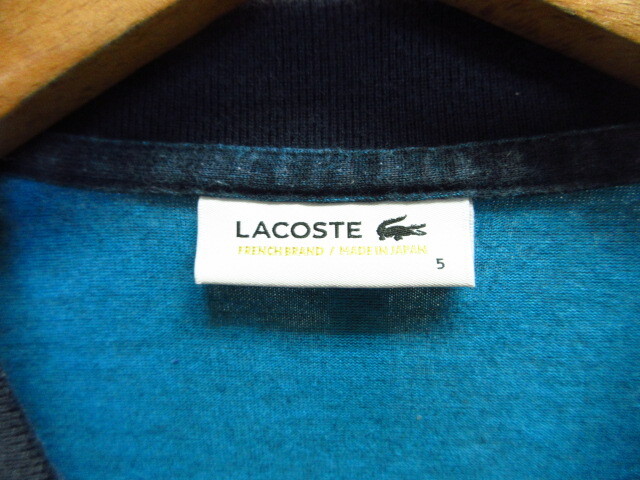 LACOSTE
FRENCH BRAND / MADE IN JAPAN
5